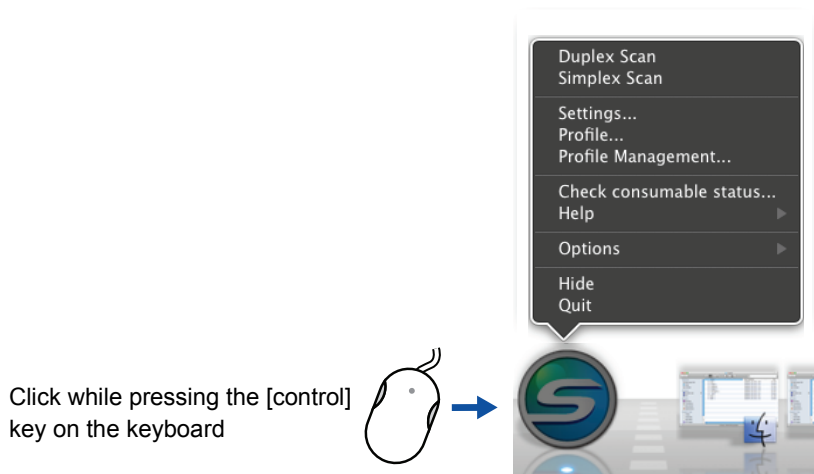 Duplex Scan
Simplex Scan
Settings...
Profile...
Profile Management...
Check consumable status...
Help
Options
Hide
Quit
Click while pressing the [control]
key on the keyboard